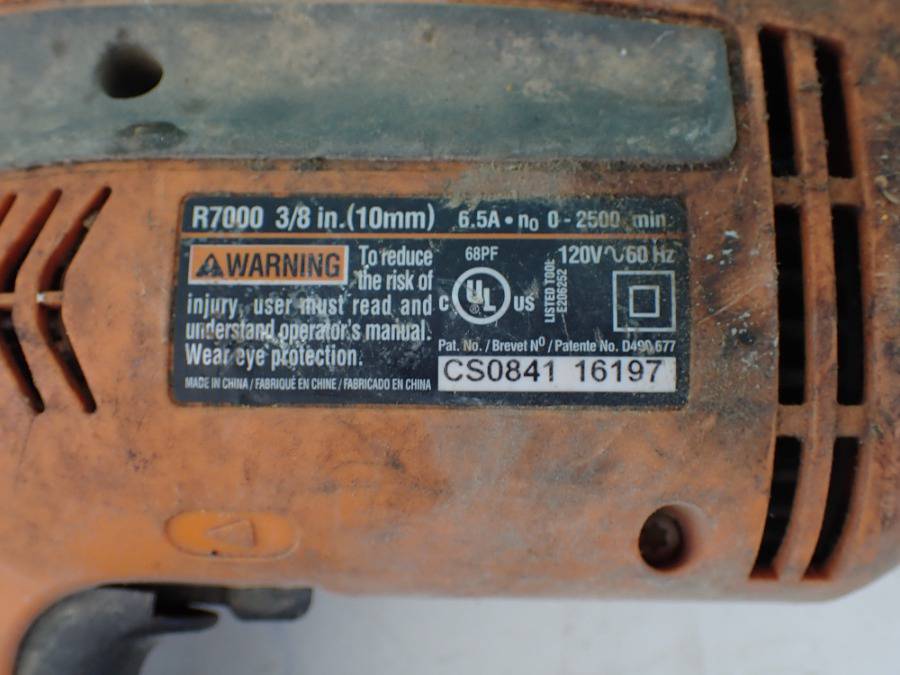 R7000 3/8 in.(10mm) 6.5A • n0 0 - 2500 min
WARNING To reduce
the risk of
injury, user must read and
understand operator's manual.
Wear eye protection.
MADE IN CHINA / FABRIQUÉ EN CHINE / FABRICADO EN CHINA
68PF 120V~60 Hz
C UL ® US
LISTED TOOL
E206252
Pat. No. / Brevet No / Patente No. D490,677
CS0841 16197